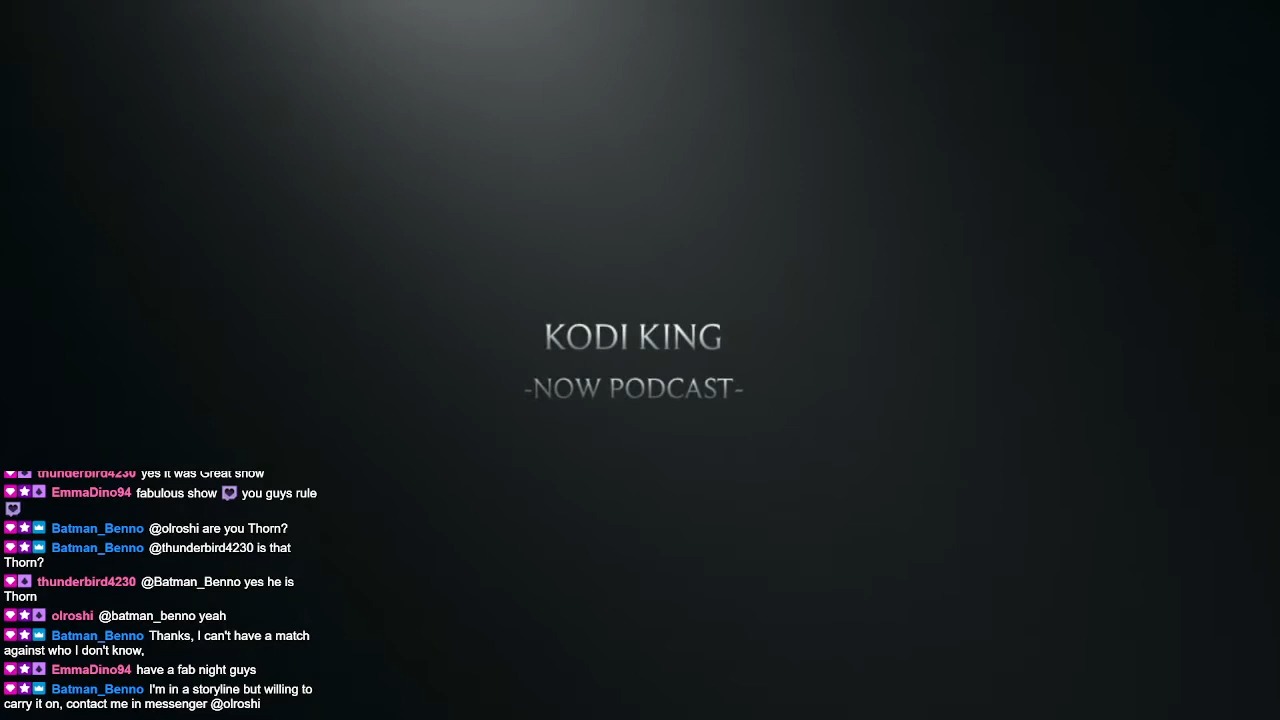 KODI KING
-NOW PODCAST-
thunderbird4230 yes it was Great show
EmmaDino94 fabulous show you guys rule
Batman_Benno @olroshi are you Thorn?
Batman_Benno @thunderbird4230 is that
Thorn?
thunderbird4230 @Batman_Benno yes he is
Thorn
olroshi @batman_benno yeah
Batman_Benno Thanks, I can't have a match
against who I don't know,
EmmaDino94 have a fab night guys
Batman_Benno I'm in a storyline but willing to
carry it on, contact me in messenger @olroshi